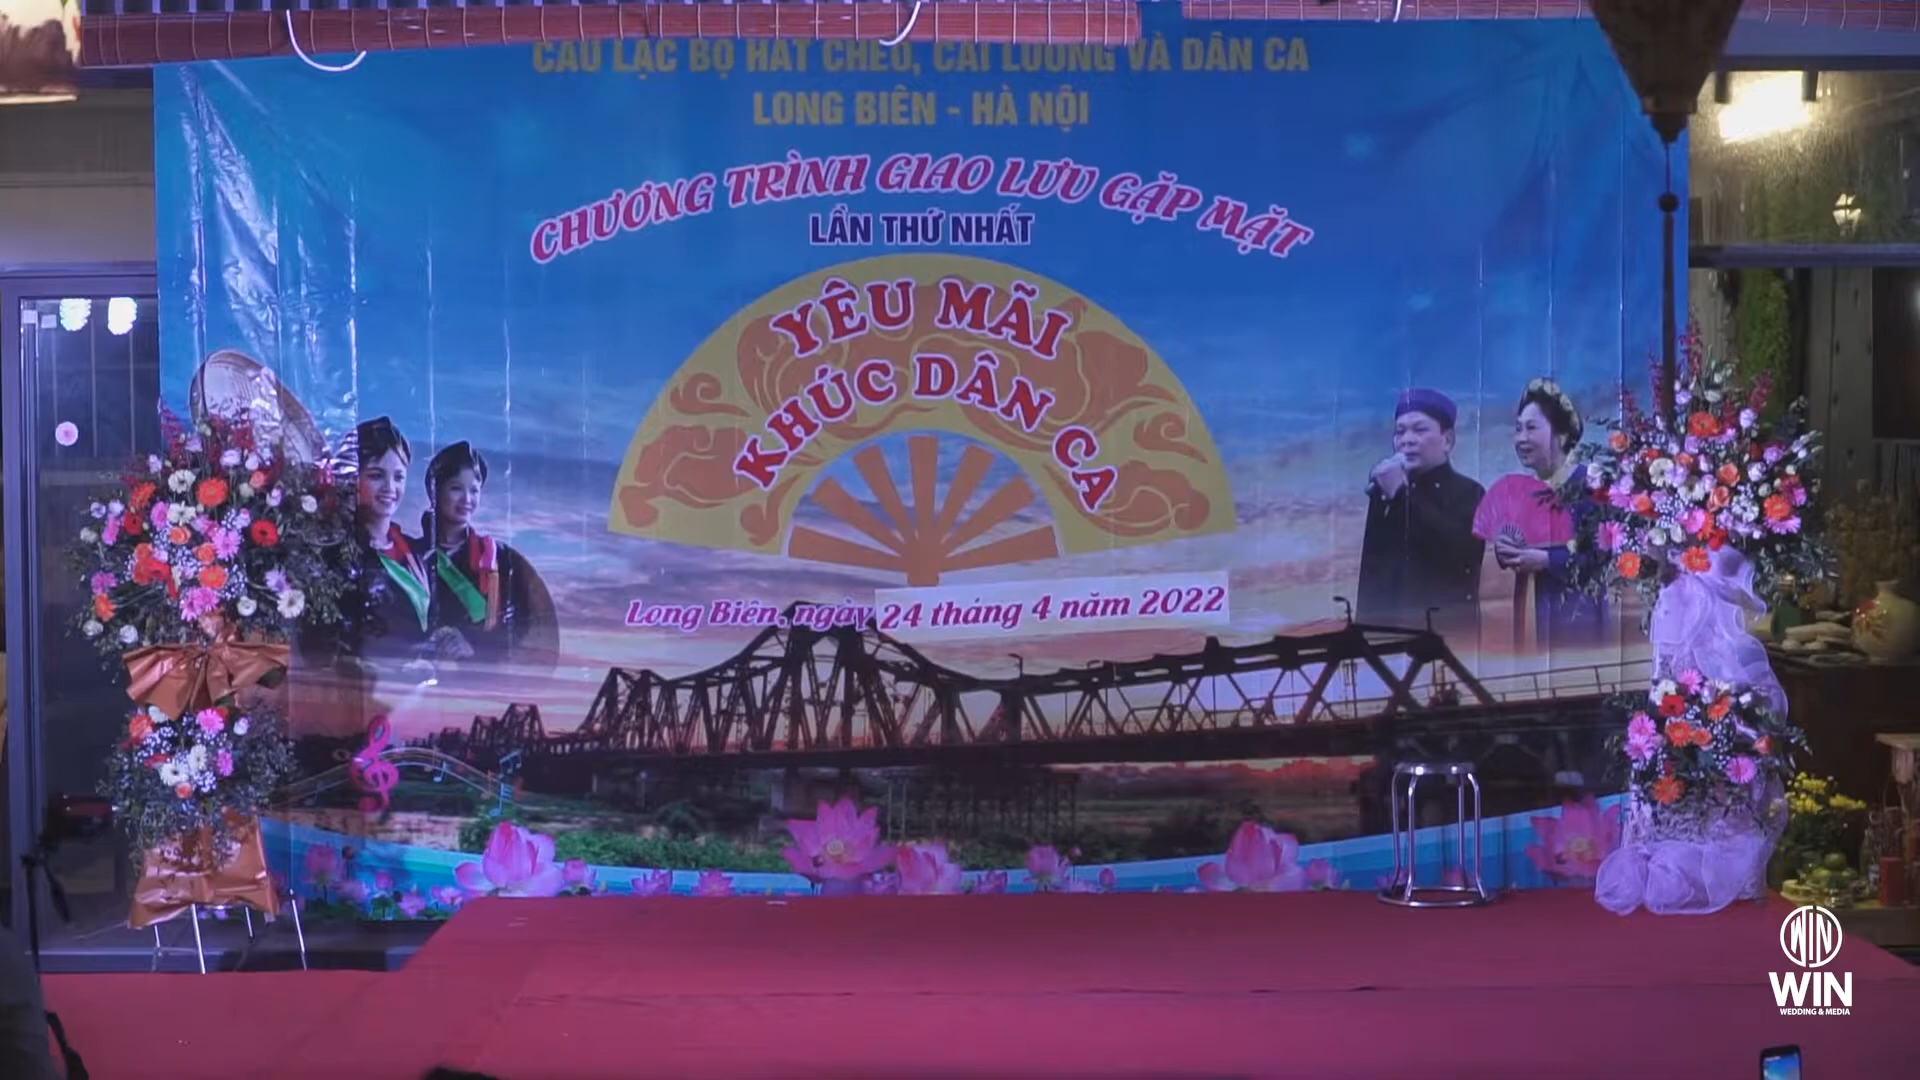 CÂU LẠC BỘ HÁT CHÈO, CẢI LƯƠNG VÀ DÂN CA
LONG BIÊN - HÀ NỘI
CHƯƠNG TRÌNH GIAO LƯU GẶP MẶT
LẦN THỨ NHẤT
YÊU MÃI
KHÚC DÂN CA
Long Biên, ngày 24 tháng 4 năm 2022
WIN
WIN
WEDDING & MEDIA